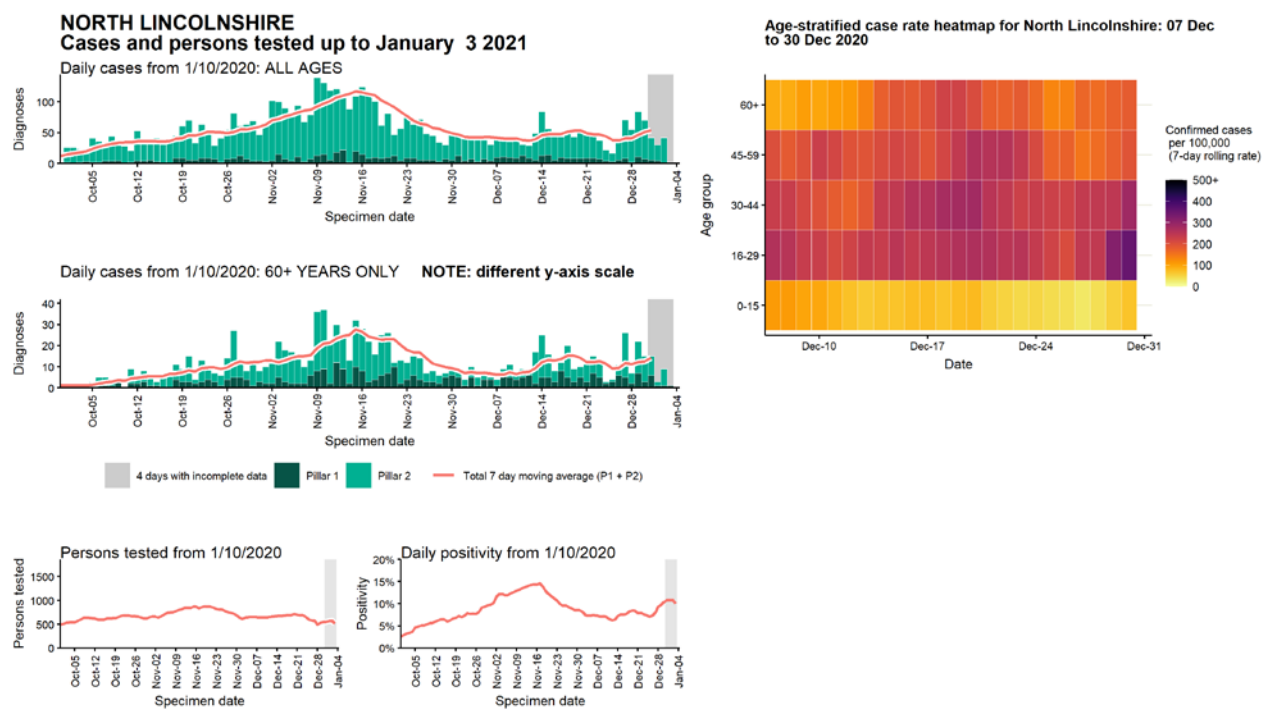 NORTH LINCOLNSHIRE
Cases and persons tested up to January 3 2021
Daily cases from 1/10/2020: ALL AGES
Diagnoses
100
50
0
Oct-05 Oct-12 Oct-19 Oct-26 Nov-02 Nov-09 Nov-16 Nov-23 Nov-30 Dec-07 Dec-14 Dec-21 Dec-28 Jan-04
Specimen date
Daily cases from 1/10/2020: 60+ YEARS ONLY NOTE: different y-axis scale
Diagnoses
40
30
20
10
0
Oct-05 Oct-12 Oct-19 Oct-26 Nov-02 Nov-09 Nov-16 Nov-23 Nov-30 Dec-07 Dec-14 Dec-21 Dec-28 Jan-04
Specimen date
4 days with incomplete data Pillar 1 Pillar 2 Total 7 day moving average (P1 + P2)
Persons tested from 1/10/2020
Persons tested
1500
1000
500
0
Oct-05 Oct-12 Oct-19 Oct-26 Nov-02 Nov-09 Nov-16 Nov-23 Nov-30 Dec-07 Dec-14 Dec-21 Dec-28 Jan-04
Specimen date
Daily positivity from 1/10/2020
Positivity
20%
15%
10%
5%
0%
Oct-05 Oct-12 Oct-19 Oct-26 Nov-02 Nov-09 Nov-16 Nov-23 Nov-30 Dec-07 Dec-14 Dec-21 Dec-28 Jan-04
Specimen date
Age-stratified case rate heatmap for North Lincolnshire: 07 Dec
to 30 Dec 2020
Age group
60+
45-59
30-44
16-29
0-15
Dec-10 Dec-17 Dec-24 Dec-31
Date
Confirmed cases
per 100,000
(7-day rolling rate)
500+
400
300
200
100
0